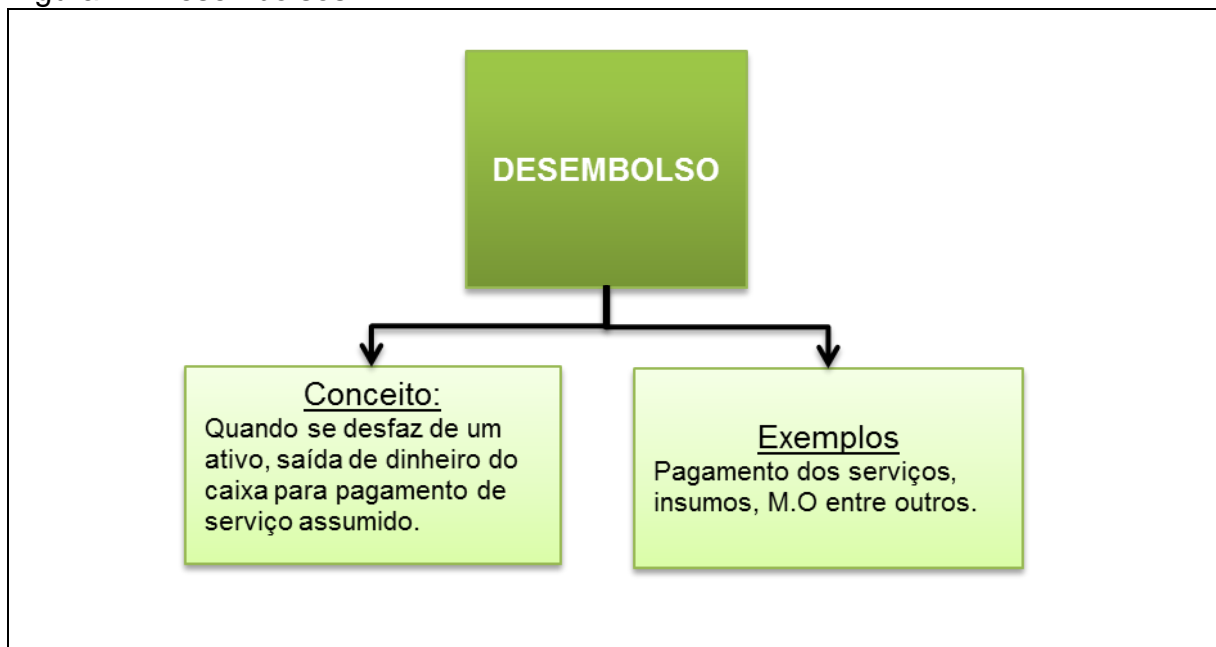 DESEMBOLSO
Conceito:
Quando se desfaz de um
ativo, saída de dinheiro do
caixa para pagamento de
serviço assumido.
Exemplos
Pagamento dos serviços,
insumos, M.O entre outros.